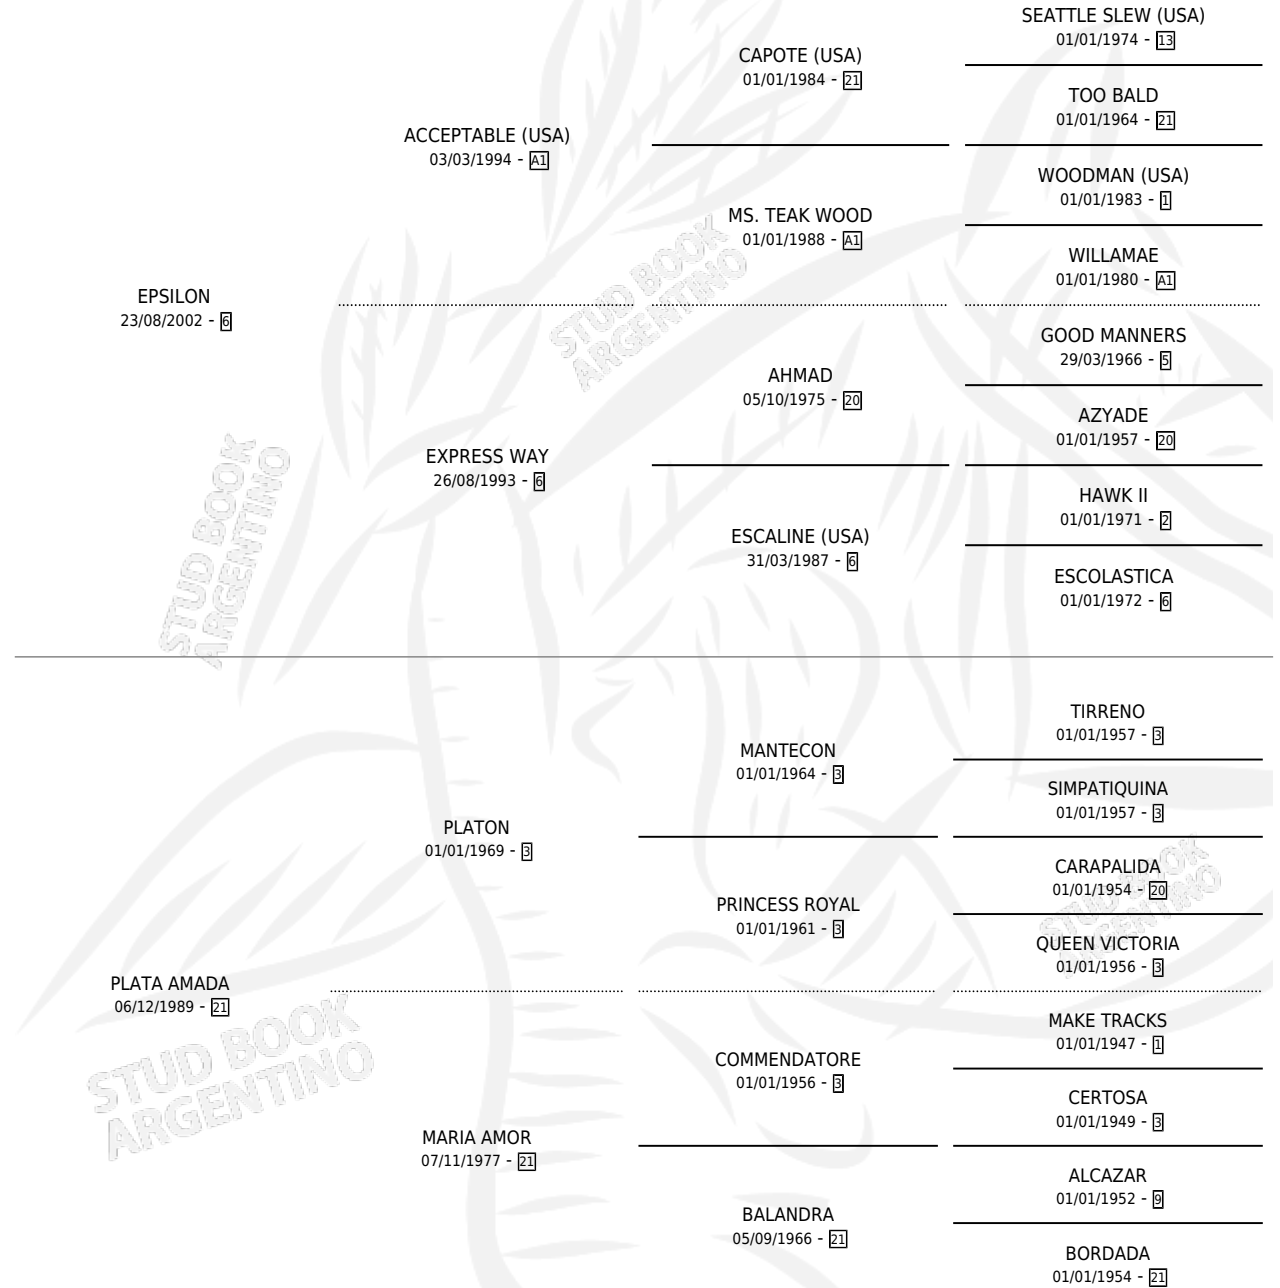 SEATTLE SLEW (USA)
01/01/1974 - 13
CAPOTE (USA)
01/01/1984 - 21
TOO BALD
01/01/1964 - 21
ACCEPTABLE (USA)
03/03/1994 - A1
WOODMAN (USA)
01/01/1983 - 1
MS. TEAK WOOD
01/01/1988 - A1
WILLAMAE
01/01/1980 - A1
EPSILON
23/08/2002 - 6
GOOD MANNERS
29/03/1966 - 5
AHMAD
05/10/1975 - 20
AZYADE
01/01/1957 - 20
EXPRESS WAY
26/08/1993 - 6
HAWK II
01/01/1971 - 2
ESCALINE (USA)
31/03/1987 - 6
ESCOLASTICA
01/01/1972 - 6
TIRRENO
01/01/1957 - 3
MANTECON
01/01/1964 - 3
SIMPATIQUINA
01/01/1957 - 3
PLATON
01/01/1969 - 3
CARAPALIDA
01/01/1954 - 20
PRINCESS ROYAL
01/01/1961 - 3
QUEEN VICTORIA
01/01/1956 - 3
PLATA AMADA
06/12/1989 - 21
MAKE TRACKS
01/01/1947 - 1
COMMENDATORE
01/01/1956 - 3
CERTOSA
01/01/1949 - 3
MARIA AMOR
07/11/1977 - 21
ALCAZAR
01/01/1952 - 9
BALANDRA
05/09/1966 - 21
BORDADA
01/01/1954 - 21
STUD BOOK
ARGENTINO
STUD BOOK
ARGENTINO
STUD BOOK
ARGENTINO
STUD BOOK
ARGENTINO